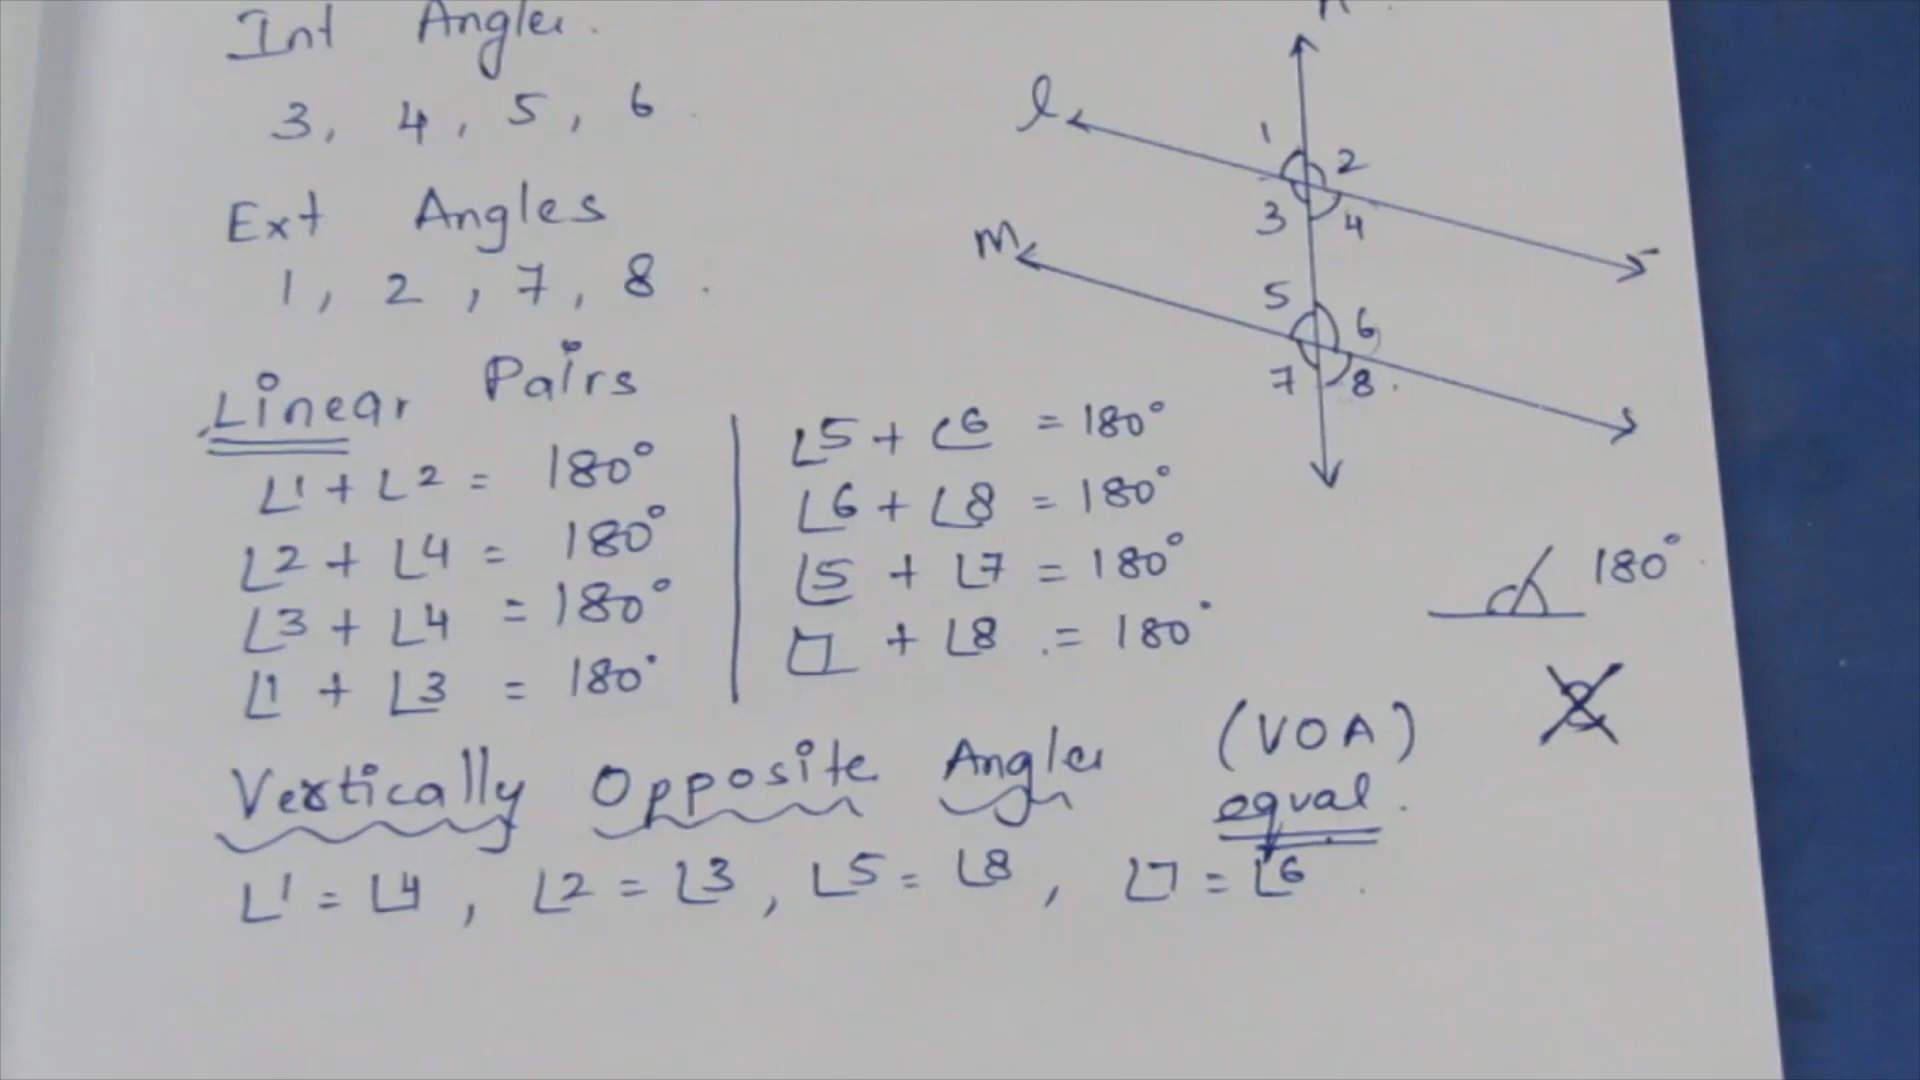 Int Angles.
3, 4, 5, 6
Ext Angles
1, 2, 7, 8.
Linear Pairs
∠1 + ∠2 = 180°
∠2 + ∠4 = 180°
∠3 + ∠4 = 180°
∠1 + ∠3 = 180°
∠5 + ∠6 = 180°
∠6 + ∠8 = 180°
∠5 + ∠7 = 180°
∠7 + ∠8 = 180°
Vertically Opposite Angles (VOA)
equal.
∠1 = ∠4, ∠2 = ∠3, ∠5 = ∠8, ∠7 = ∠6.
l
1 2
3 4
m
5 6
7 8
180°